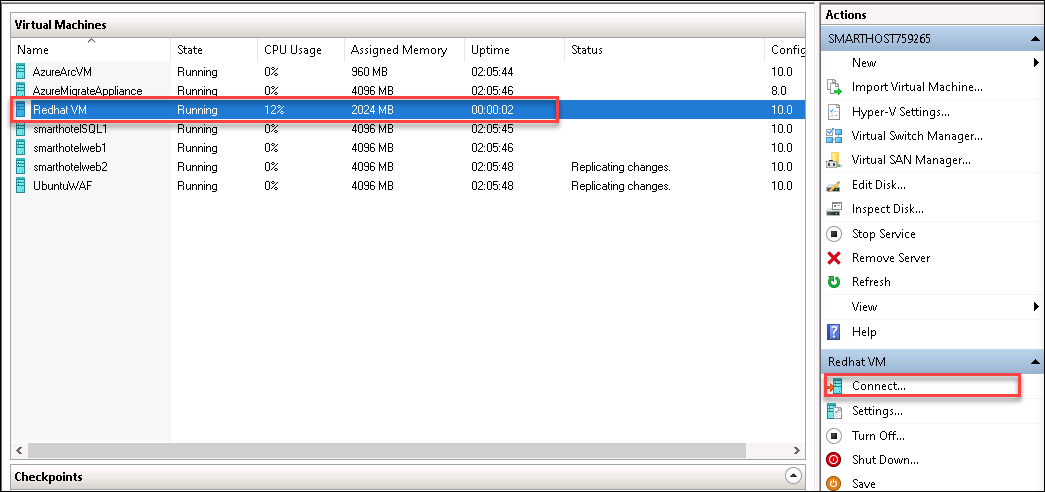 Virtual Machines
Name State CPU Usage Assigned Memory Uptime Status Config
AzureArcVM Running 0% 960 MB 02:05:44 10.0
AzureMigrateAppliance Running 0% 4096 MB 02:05:46 8.0
Redhat VM Running 12% 2024 MB 00:00:02 10.0
smarthotelSQL1 Running 0% 4096 MB 02:05:45 10.0
smarthotelweb1 Running 0% 4096 MB 02:05:46 10.0
smarthotelweb2 Running 0% 4096 MB 02:05:48 Replicating changes. 10.0
UbuntuWAF Running 0% 4096 MB 02:05:48 Replicating changes. 10.0
Checkpoints
Actions
SMARTHOST759265
New
Import Virtual Machine...
Hyper-V Settings...
Virtual Switch Manager...
Virtual SAN Manager...
Edit Disk...
Inspect Disk...
Stop Service
Remove Server
Refresh
View
Help
Redhat VM
Connect...
Settings...
Turn Off...
Shut Down...
Save